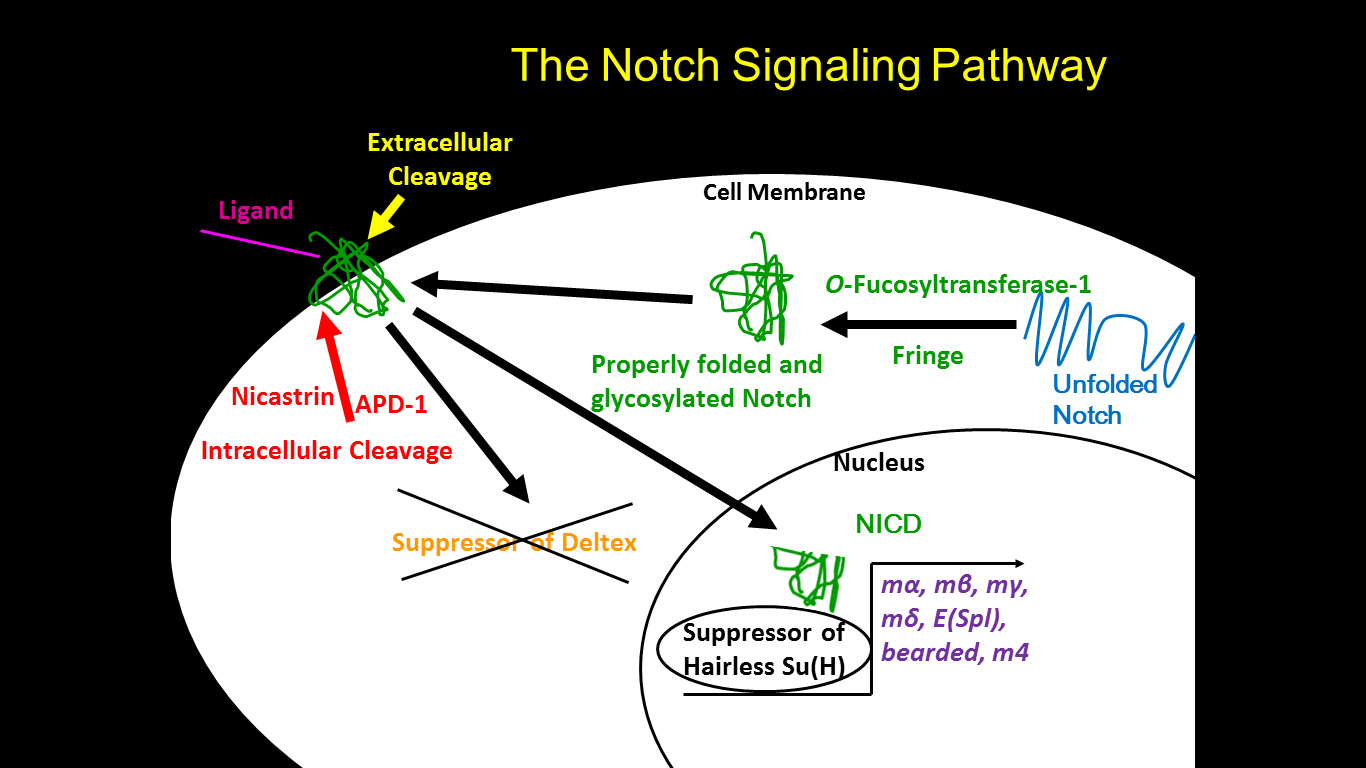 The Notch Signaling Pathway
Extracellular
Cleavage
Ligand
Cell Membrane
O-Fucosyltransferase-1
Fringe
Properly folded and
glycosylated Notch
Unfolded
Notch
Nicastrin
APD-1
Intracellular Cleavage
Nucleus
NICD
Suppressor of Deltex
mα, mβ, mγ,
mδ, E(Spl),
bearded, m4
Suppressor of
Hairless Su(H)